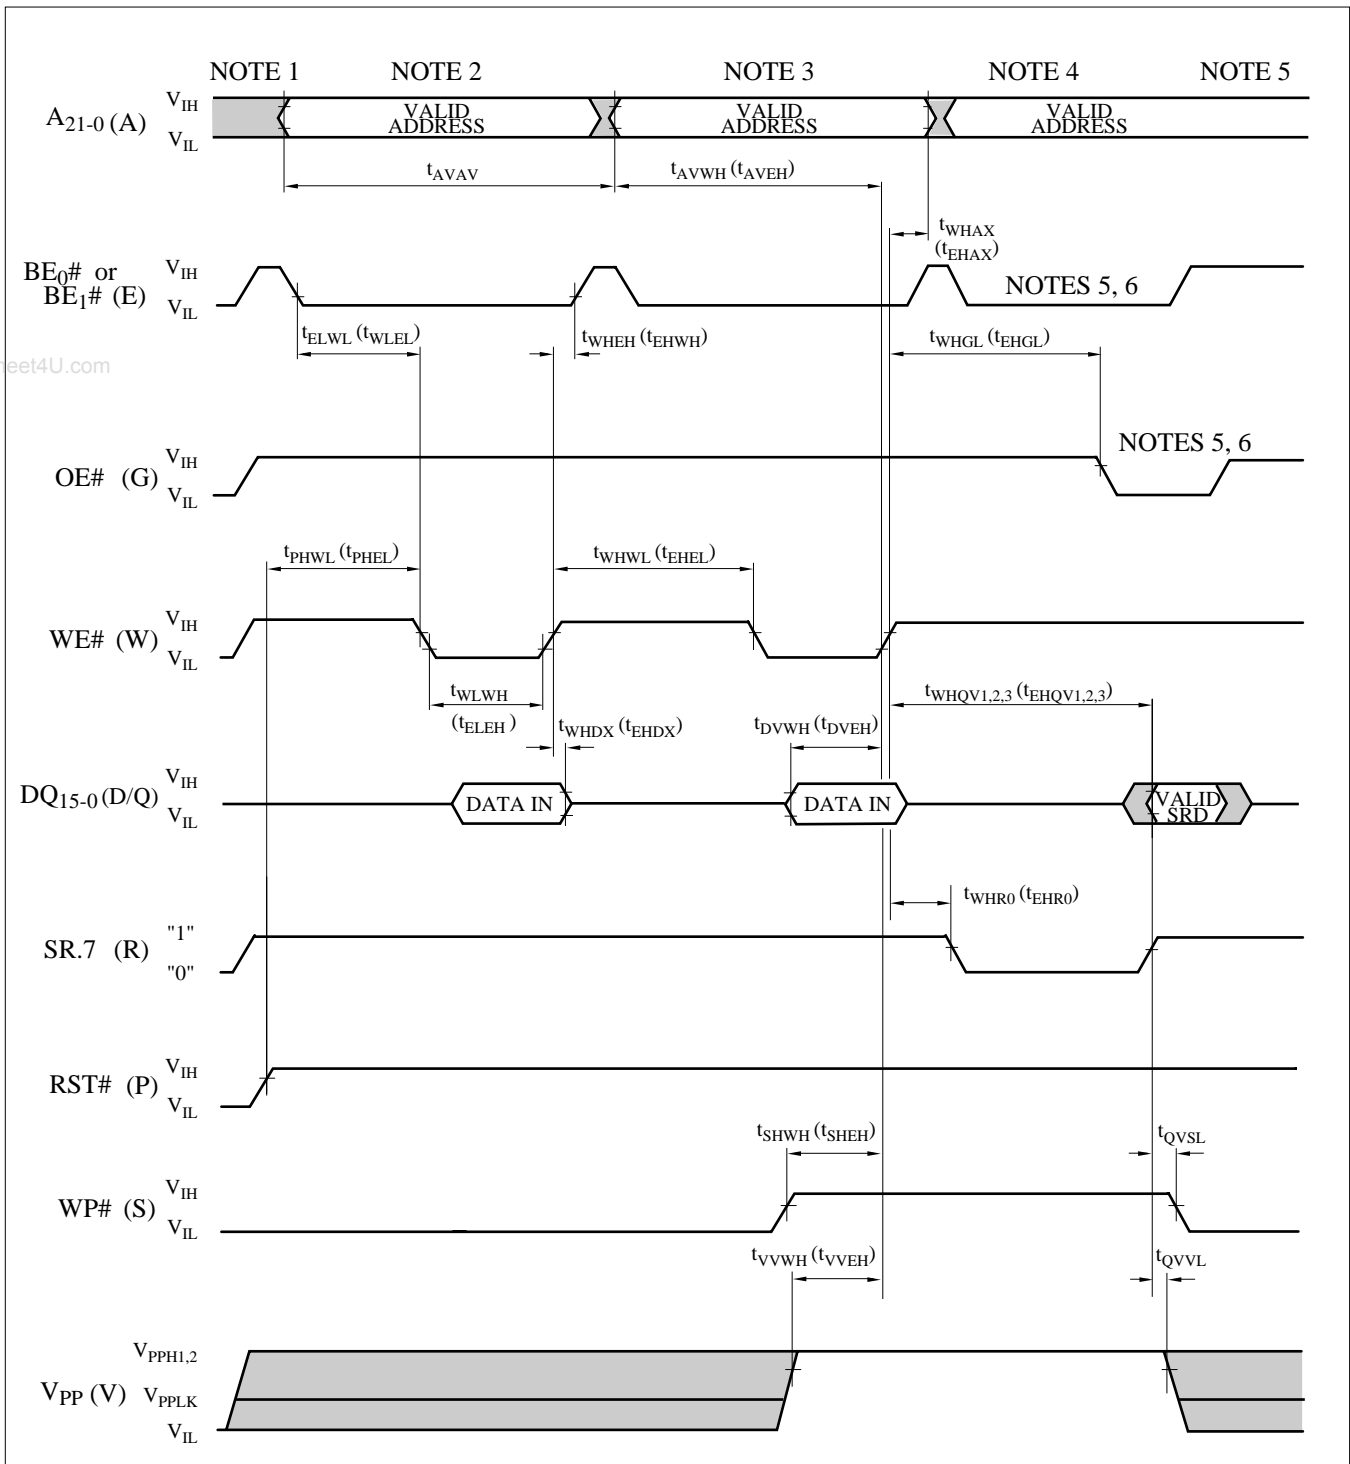 NOTE 1 NOTE 2 NOTE 3 NOTE 4 NOTE 5
VIH
A21-0 (A)
VIL
VALID ADDRESS
VALID ADDRESS
VALID ADDRESS
tAVAV
tAVWH (tAVEH)
tWHAX
(tEHAX)
BE0# or
BE1# (E)
VIH
VIL
NOTES 5, 6
tELWL (tWLEL)
tWHEH (tEHWH)
tWHGL (tEHGL)
eet4U.com
OE# (G)
VIH
VIL
NOTES 5, 6
tPHWL (tPHEL)
tWHWL (tEHEL)
WE# (W)
VIH
VIL
tWLWH
(tELEH )
tWHDX (tEHDX)
tDVWH (tDVEH)
tWHQV1,2,3 (tEHQV1,2,3)
DQ15-0 (D/Q)
VIH
VIL
DATA IN
DATA IN
VALID
SRD
tWHR0 (tEHR0)
SR.7 (R)
"1"
"0"
RST# (P)
VIH
VIL
tSHWH (tSHEH)
tQVSL
WP# (S)
VIH
VIL
tVVWH (tVVEH)
tQVVL
VPPH1,2
VPP (V) VPPLK
VIL